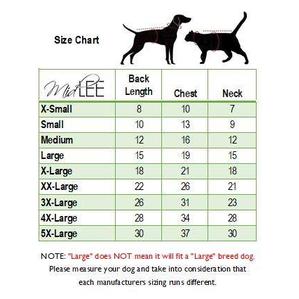 Size Chart
Mid LEE
Back Length Chest Neck
X-Small 8 10 7
Small 10 13 9
Medium 12 16 12
Large 15 19 15
X-Large 18 21 18
XX-Large 22 26 21
3X-Large 26 31 23
4X-Large 28 34 28
5X-Large 30 37 28
NOTE: "Large" does NOT mean it will fit a "Large" breed dog.
Please measure your dog and take into consideration that
each manufacturers sizing runs different.